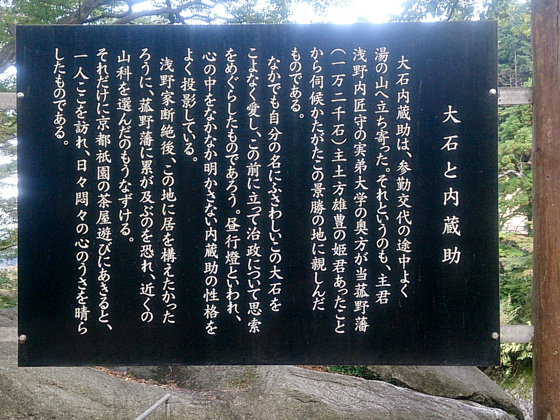 大石と内蔵助
大石内蔵助は、参勤交代の途中よく
湯の山へ立ち寄った。それというのも、主君
浅野内匠守の実弟大学の奥方が当菰野藩
(一万二千石)主土方雄豊の姫君あったこと
から伺候かたがたこの景勝の地に親しんだ
ものである。
なかでも自分の名にふさわしいこの大石を
こよなく愛し、この前に立って治政について思索
をめぐらしたものであろう。昼行燈といわれ、
心の中をなかなか明かさない内蔵助の性格を
よく投影している。
浅野家断絶後、この地に居を構えたかった
ろうに、菰野藩に累が及ぶのを恐れ、近くの
山科を選んだのもうなずける。
それだけに京都祇園の茶屋遊びにあきると、
一人ここを訪れ、日々悶々の心のうさを晴ら
したものである。